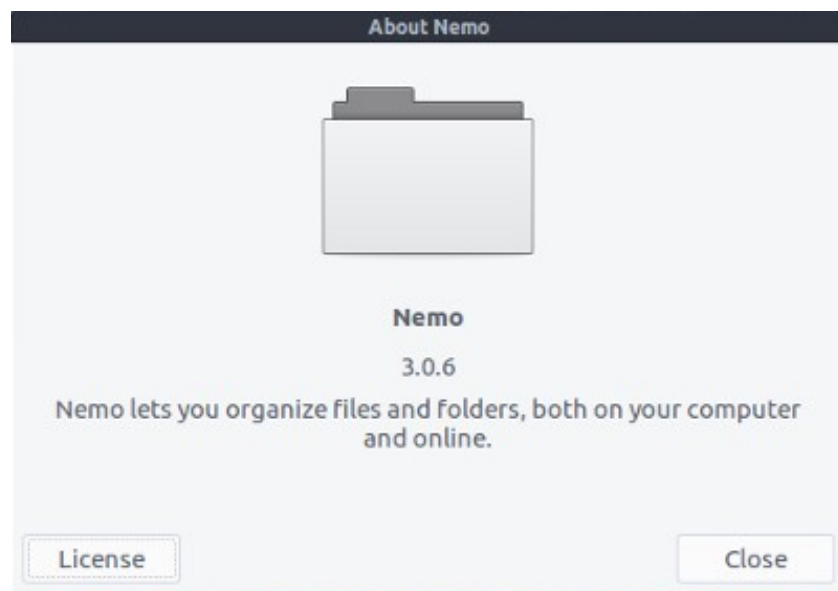 About Nemo
Nemo
3.0.6
Nemo lets you organize files and folders, both on your computer
and online.
License
Close